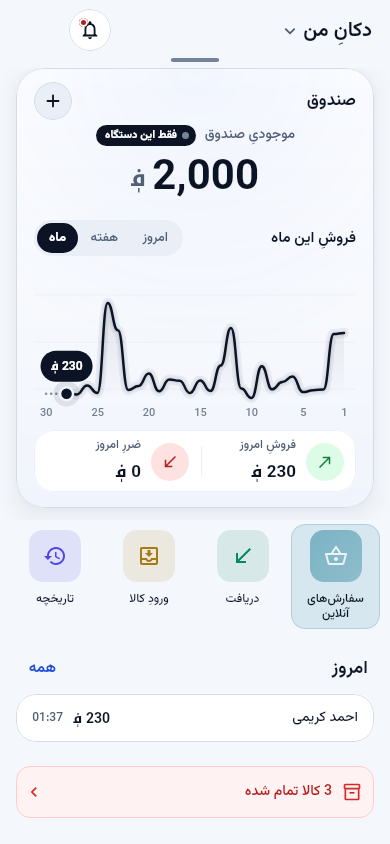 دکانِ من
صندوق
موجودیِ صندوق
فقط این دستگاه
2,000 ؋
فروشِ این ماه
امروز هفته ماه
230 ؋
1 5 10 15 20 25 30
فروشِ امروز
230 ؋
ضررِ امروز
0 ؋
سفارش‌های آنلاین
دریافت
ورودِ کالا
تاریخچه
امروز
همه
احمد کریمی
230 ؋ 01:37
3 کالا تمام شده